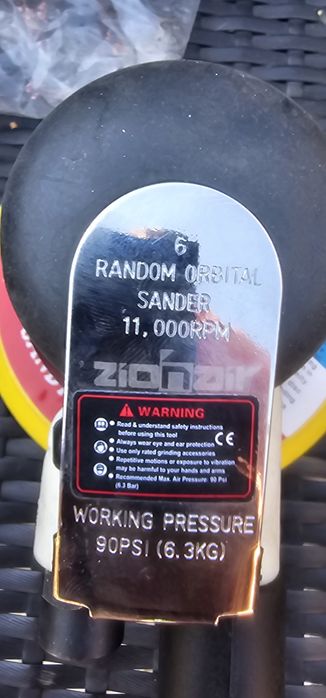 6
RANDOM ORBITAL
SANDER
11,000RPM
zionair
WARNING
• Read & understand safety instructions
before using this tool
• Always wear eye and ear protection
CE
• Use only rated grinding accessories
• Repetitive motions or exposure to vibration
may be harmful to your hands and arms
• Recommended Max. Air Pressure: 90 Psi
(6.3 Bar)
WORKING PRESSURE
90PSI (6.3KG)